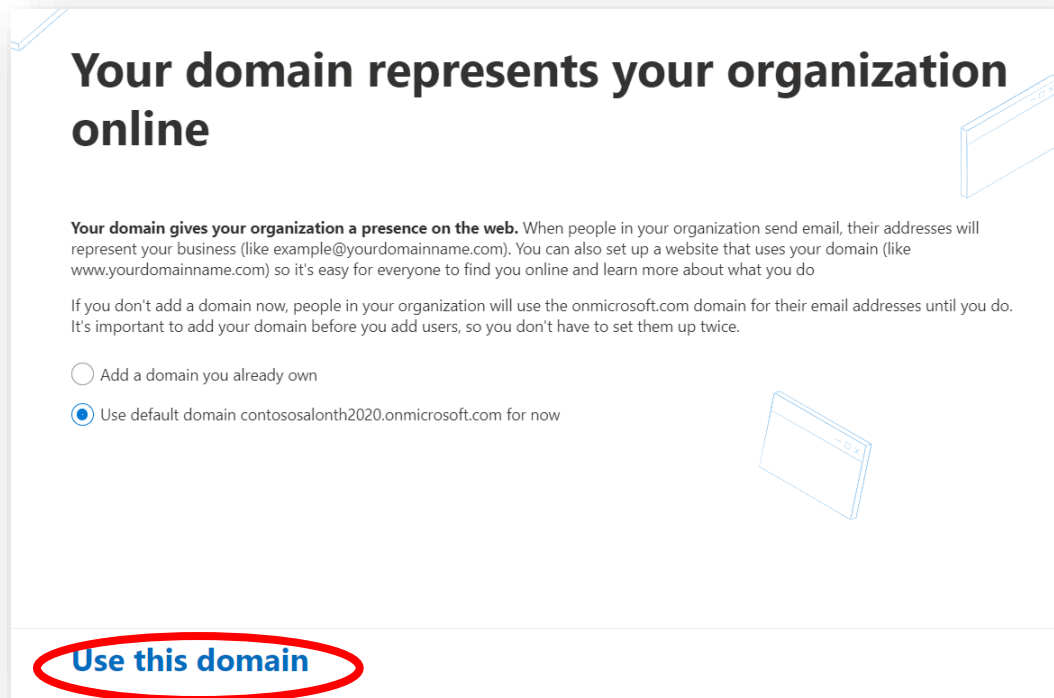 Your domain represents your organization
online
Your domain gives your organization a presence on the web. When people in your organization send email, their addresses will
represent your business (like example@yourdomainname.com). You can also set up a website that uses your domain (like
www.yourdomainname.com) so it's easy for everyone to find you online and learn more about what you do
If you don't add a domain now, people in your organization will use the onmicrosoft.com domain for their email addresses until you do.
It's important to add your domain before you add users, so you don't have to set them up twice.
Add a domain you already own
Use default domain contososalonth2020.onmicrosoft.com for now
Use this domain